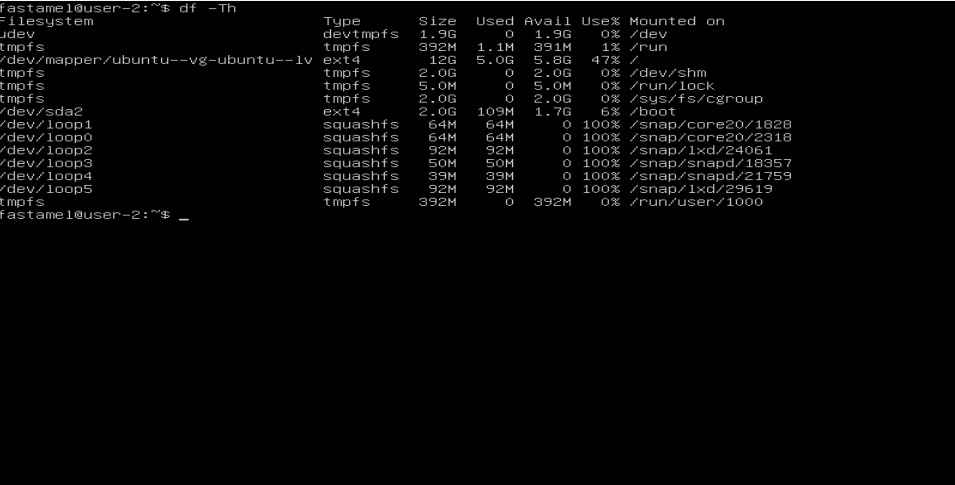 fastamel@user-2:~$ df -Th
Filesystem Type Size Used Avail Use% Mounted on
udev devtmpfs 1.9G 0 1.9G 0% /dev
tmpfs tmpfs 392M 1.1M 391M 1% /run
/dev/mapper/ubuntu--vg-ubuntu--lv ext4 12G 5.0G 5.8G 47% /
tmpfs tmpfs 2.0G 0 2.0G 0% /dev/shm
tmpfs tmpfs 5.0M 0 5.0M 0% /run/lock
tmpfs tmpfs 2.0G 0 2.0G 0% /sys/fs/cgroup
/dev/sda2 ext4 2.0G 109M 1.7G 6% /boot
/dev/loop1 squashfs 64M 64M 0 100% /snap/core20/1828
/dev/loop0 squashfs 64M 64M 0 100% /snap/core20/2318
/dev/loop2 squashfs 92M 92M 0 100% /snap/lxd/24061
/dev/loop3 squashfs 50M 50M 0 100% /snap/snapd/18357
/dev/loop4 squashfs 39M 39M 0 100% /snap/snapd/21759
/dev/loop5 squashfs 92M 92M 0 100% /snap/lxd/29619
tmpfs tmpfs 392M 0 392M 0% /run/user/1000
fastamel@user-2:~$ _